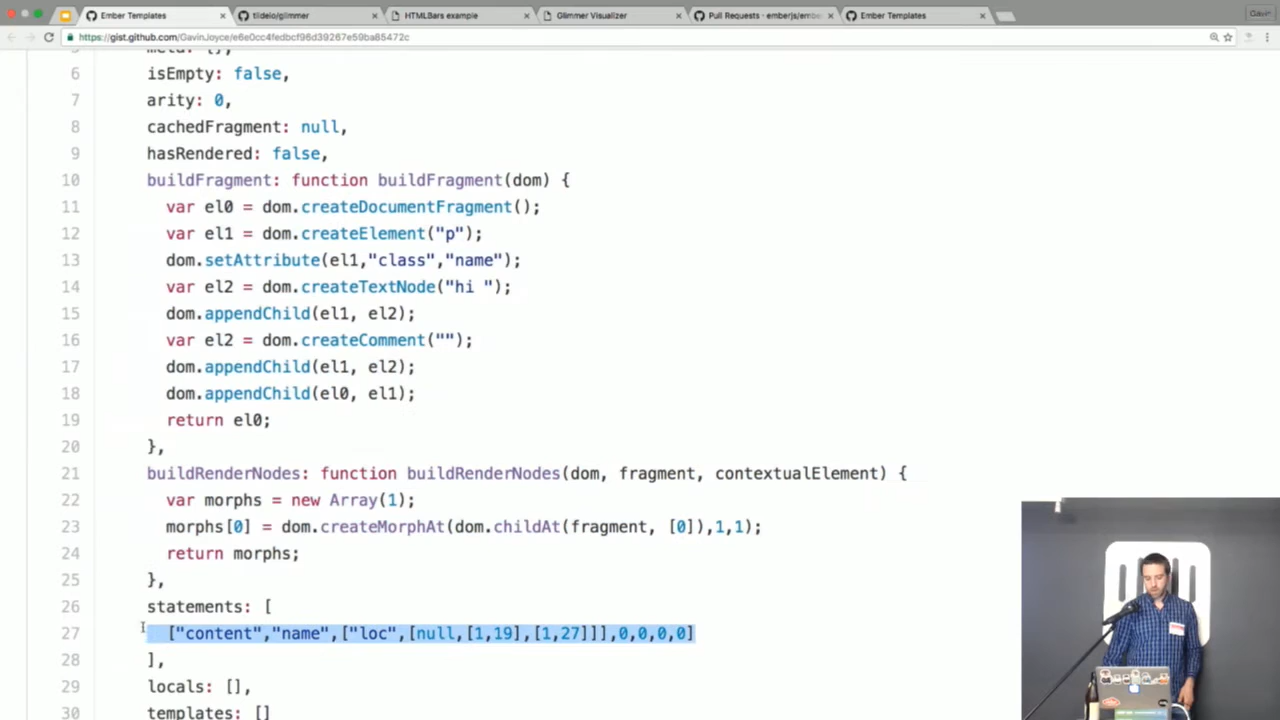 Ember Templates
tildeio/glimmer
HTMLBars example
Glimmer Visualizer
Pull Requests · emberjs/embe
Ember Templates
Gavin
https://gist.github.com/GavinJoyce/e6e0cc4fedbcf96d39267e59ba85472c
5 meta: {},
6 isEmpty: false,
7 arity: 0,
8 cachedFragment: null,
9 hasRendered: false,
10 buildFragment: function buildFragment(dom) {
11 var el0 = dom.createDocumentFragment();
12 var el1 = dom.createElement("p");
13 dom.setAttribute(el1,"class","name");
14 var el2 = dom.createTextNode("hi ");
15 dom.appendChild(el1, el2);
16 var el2 = dom.createComment("");
17 dom.appendChild(el1, el2);
18 dom.appendChild(el0, el1);
19 return el0;
20 },
21 buildRenderNodes: function buildRenderNodes(dom, fragment, contextualElement) {
22 var morphs = new Array(1);
23 morphs[0] = dom.createMorphAt(dom.childAt(fragment, [0]),1,1);
24 return morphs;
25 },
26 statements: [
27 ["content","name",["loc",[null,[1,19],[1,27]]],0,0,0,0]
28 ],
29 locals: [],
30 templates: []